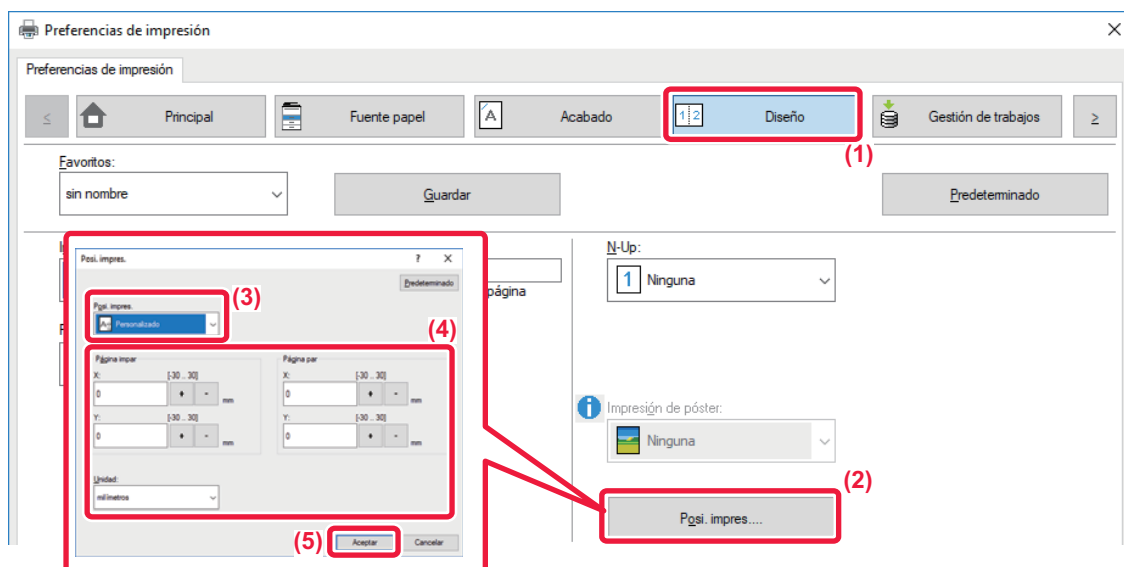 Preferencias de impresión
Preferencias de impresión
<
Principal
Fuente papel
A
Acabado
1 2
Diseño
Gestión de trabajos
>
(1)
Favoritos:
sin nombre
Guardar
Predeterminado
Posi. impres.
? X
Predeterminado
página
Posi. impres.
Personalizado
(3)
(4)
Página impar
X: [-30 .. 30]
0 + - mm
Y: [-30 .. 30]
0 + - mm
Página par
X: [-30 .. 30]
0 + - mm
Y: [-30 .. 30]
0 + - mm
Unidad:
milímetros
(5)
Aceptar
Cancelar
N-Up:
1 Ninguna
Impresión de póster:
Ninguna
(2)
Posi. impres....